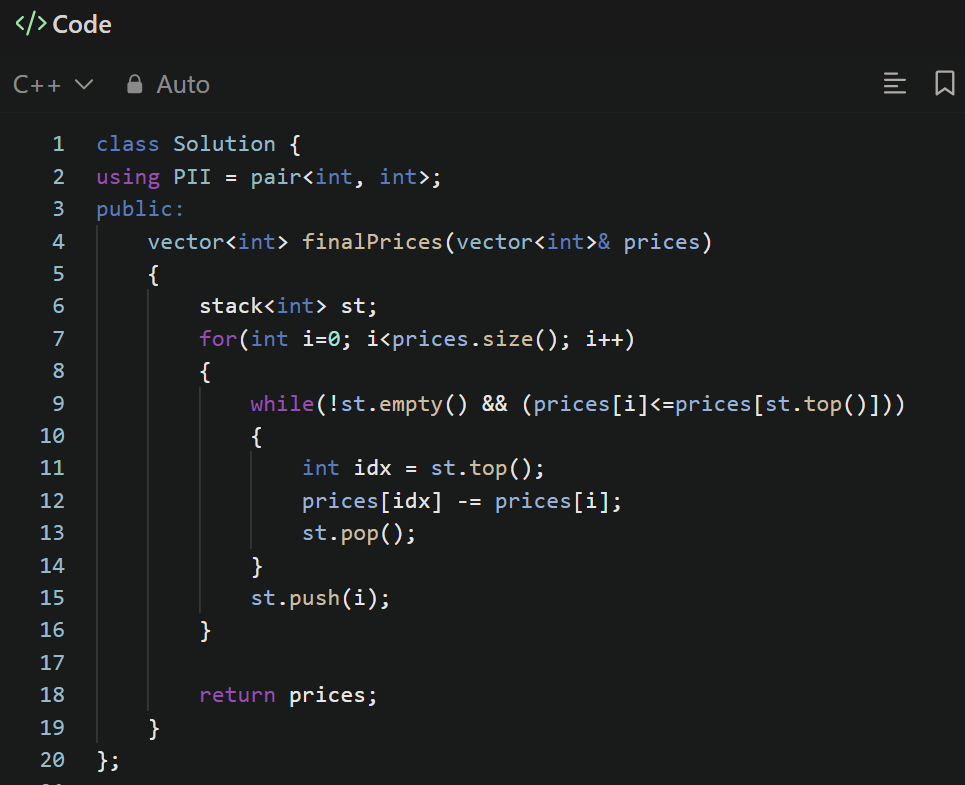 </> Code
C++ Auto
1 class Solution {
2 using PII = pair<int, int>;
3 public:
4     vector<int> finalPrices(vector<int>& prices)
5     {
6         stack<int> st;
7         for(int i=0; i<prices.size(); i++)
8         {
9             while(!st.empty() && (prices[i]<=prices[st.top()]))
10             {
11                 int idx = st.top();
12                 prices[idx] -= prices[i];
13                 st.pop();
14             }
15             st.push(i);
16         }
17
18         return prices;
19     }
20 };